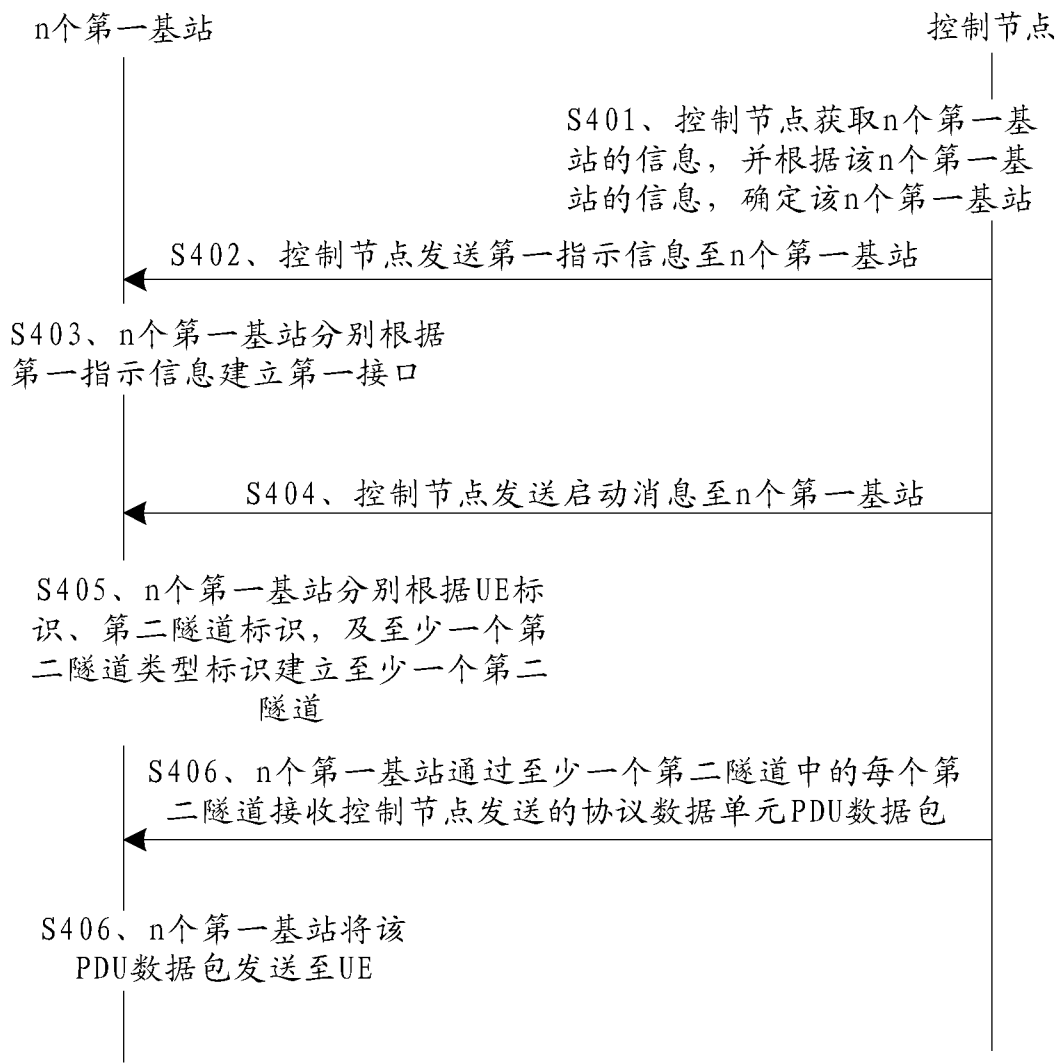 n个第一基站
控制节点
S401、控制节点获取n个第一基
站的信息，并根据该n个第一基
站的信息，确定该n个第一基站
S402、控制节点发送第一指示信息至n个第一基站
S403、n个第一基站分别根据
第一指示信息建立第一接口
S404、控制节点发送启动消息至n个第一基站
S405、n个第一基站分别根据UE标
识、第二隧道标识，及至少一个第
二隧道类型标识建立至少一个第二
隧道
S406、n个第一基站通过至少一个第二隧道中的每个第
二隧道接收控制节点发送的协议数据单元PDU数据包
S406、n个第一基站将该
PDU数据包发送至UE